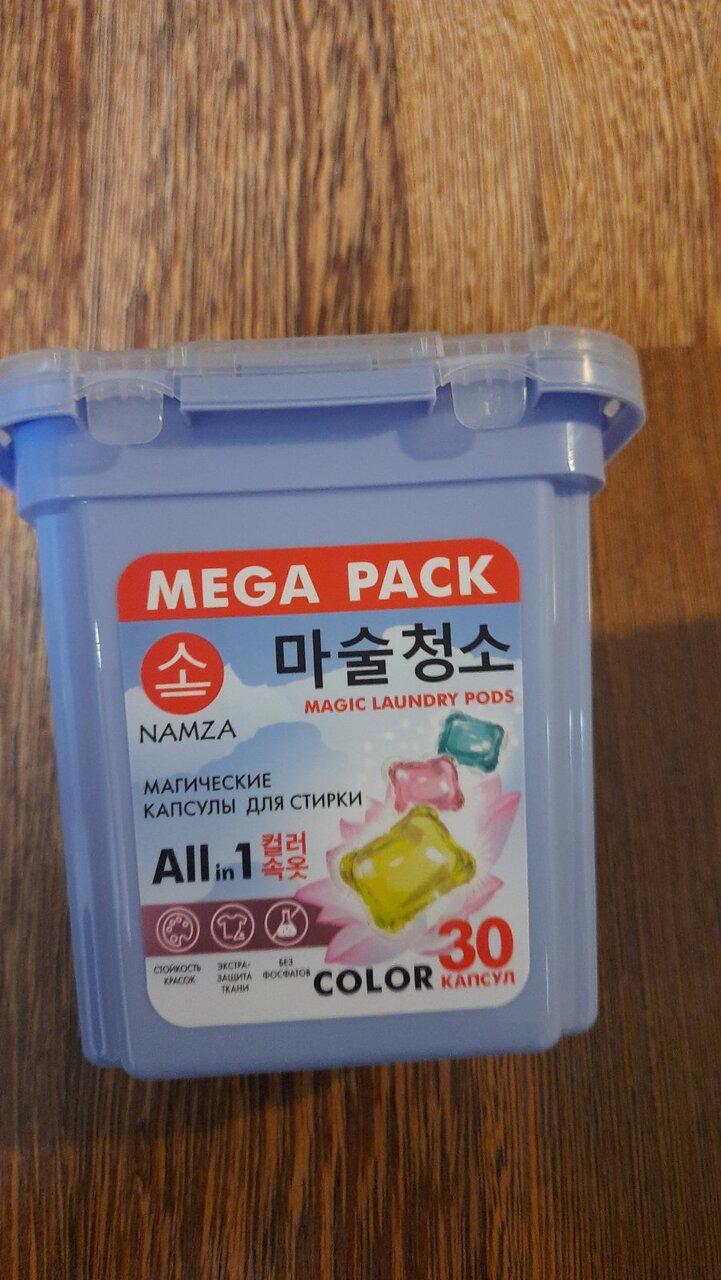 MEGA PACK
소
NAMZA
마술청소
MAGIC LAUNDRY PODS
МАГИЧЕСКИЕ
КАПСУЛЫ ДЛЯ СТИРКИ
All in 1
컬러
속옷
СТОЙКОСТЬ
КРАСОК
ЭКСТРА-
ЗАЩИТА
ТКАНИ
БЕЗ
ФОСФАТОВ
COLOR
30
КАПСУЛ